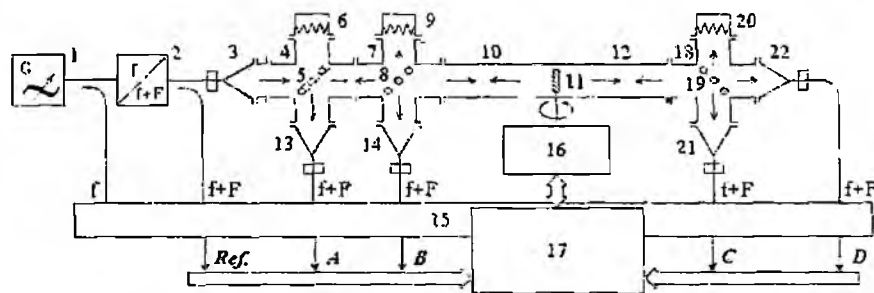 1 2 3 4 6 7 9 10 12 18 20 22
G f f+F 5 8 11 19
13 14 16 21
f f+F f+F f+F f+F f+F
15 17
Ref. A B C D